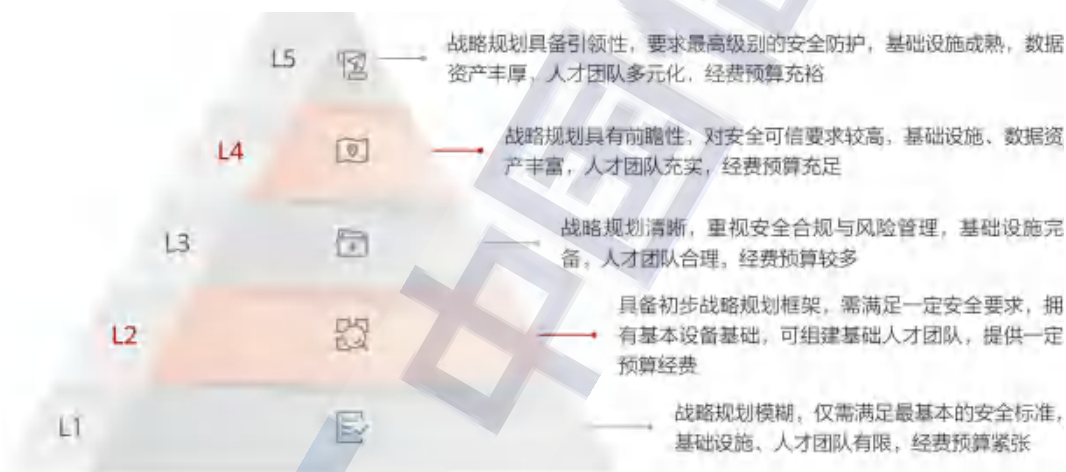 L5
战略规划具备引领性，要求最高级别的安全防护，基础设施成熟，数据
资产丰厚，人才团队多元化，经费预算充裕
L4
战略规划具有前瞻性，对安全可信要求较高，基础设施、数据资
产丰富，人才团队充实，经费预算充足
L3
战略规划清晰，重视安全合规与风险管理，基础设施完
备，人才团队合理，经费预算较多
L2
具备初步战略规划框架，需满足一定安全要求，拥
有基本设备基础，可组建基础人才团队，提供一定
预算经费
L1
战略规划模糊，仅需满足最基本的安全标准，
基础设施、人才团队有限，经费预算紧张